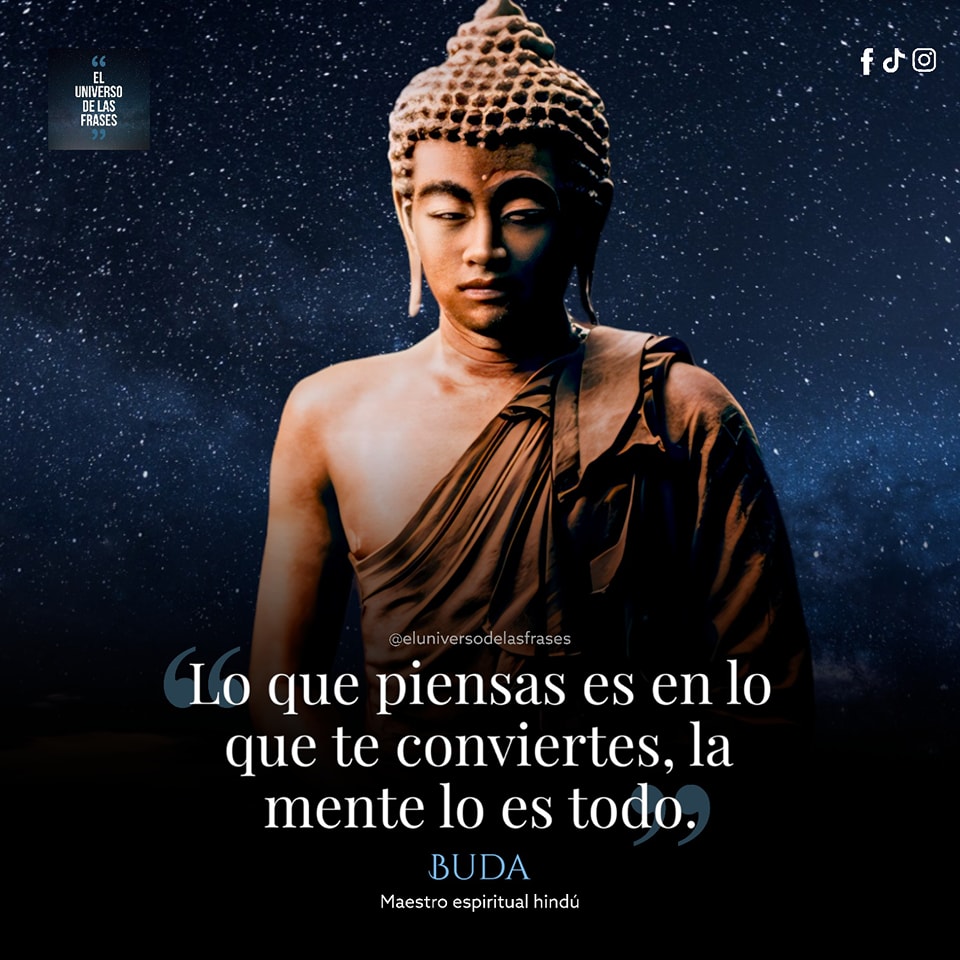 “
EL
UNIVERSO
DE LAS
FRASES
”
@eluniversodelasfrases
“Lo que piensas es en lo
que te conviertes, la
mente lo es todo.”
BUDA
Maestro espiritual hindú